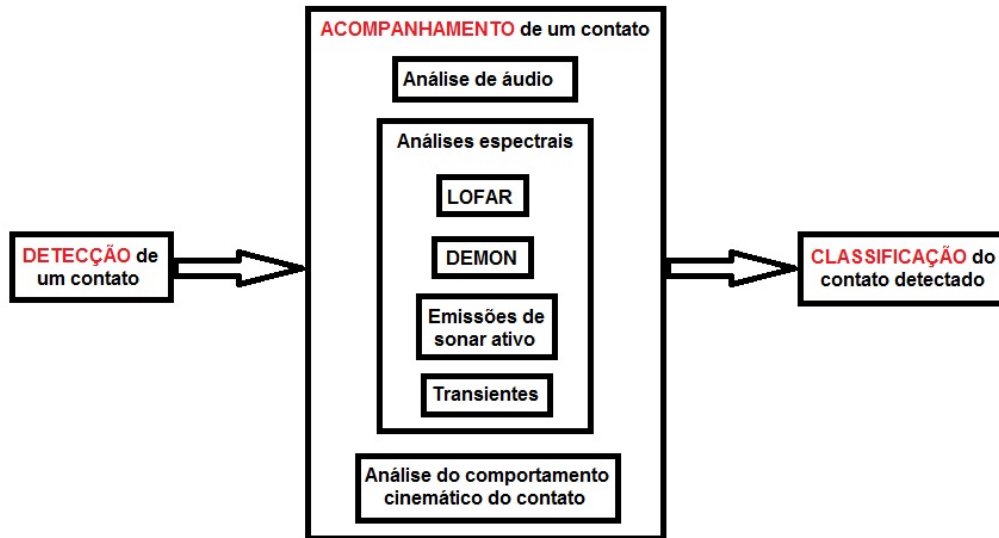 DETECÇÃO de
um contato
ACOMPANHAMENTO de um contato
Análise de áudio
Análises espectrais
LOFAR
DEMON
Emissões de
sonar ativo
Transientes
Análise do comportamento
cinemático do contato
CLASSIFICAÇÃO do
contato detectado